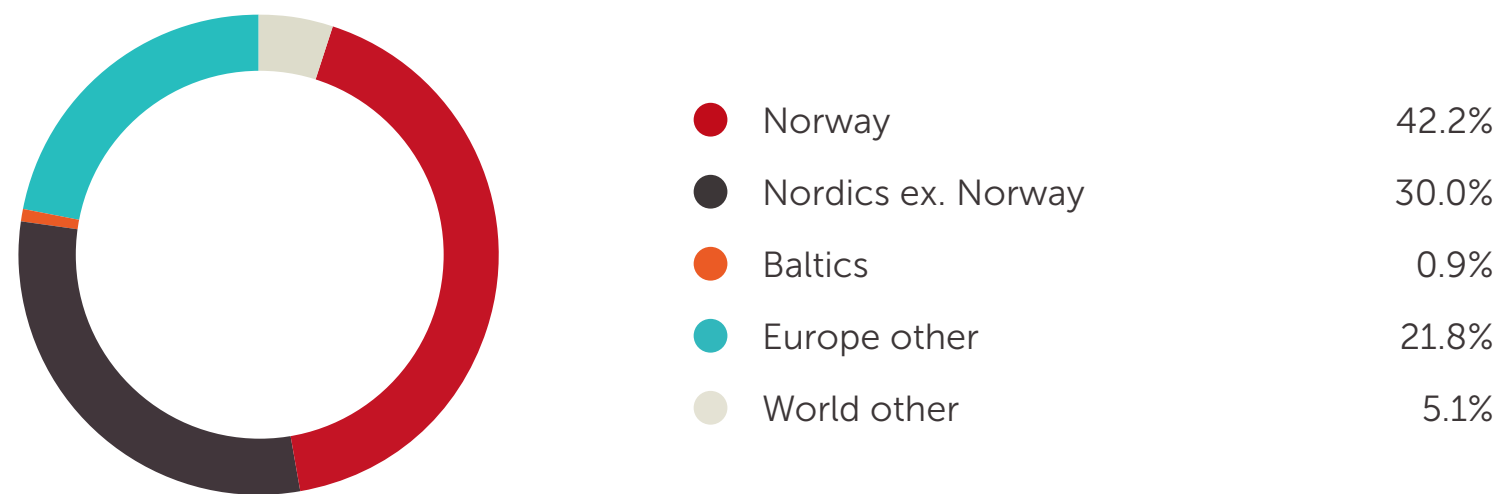 Norway 42.2%
Nordics ex. Norway 30.0%
Baltics 0.9%
Europe other 21.8%
World other 5.1%